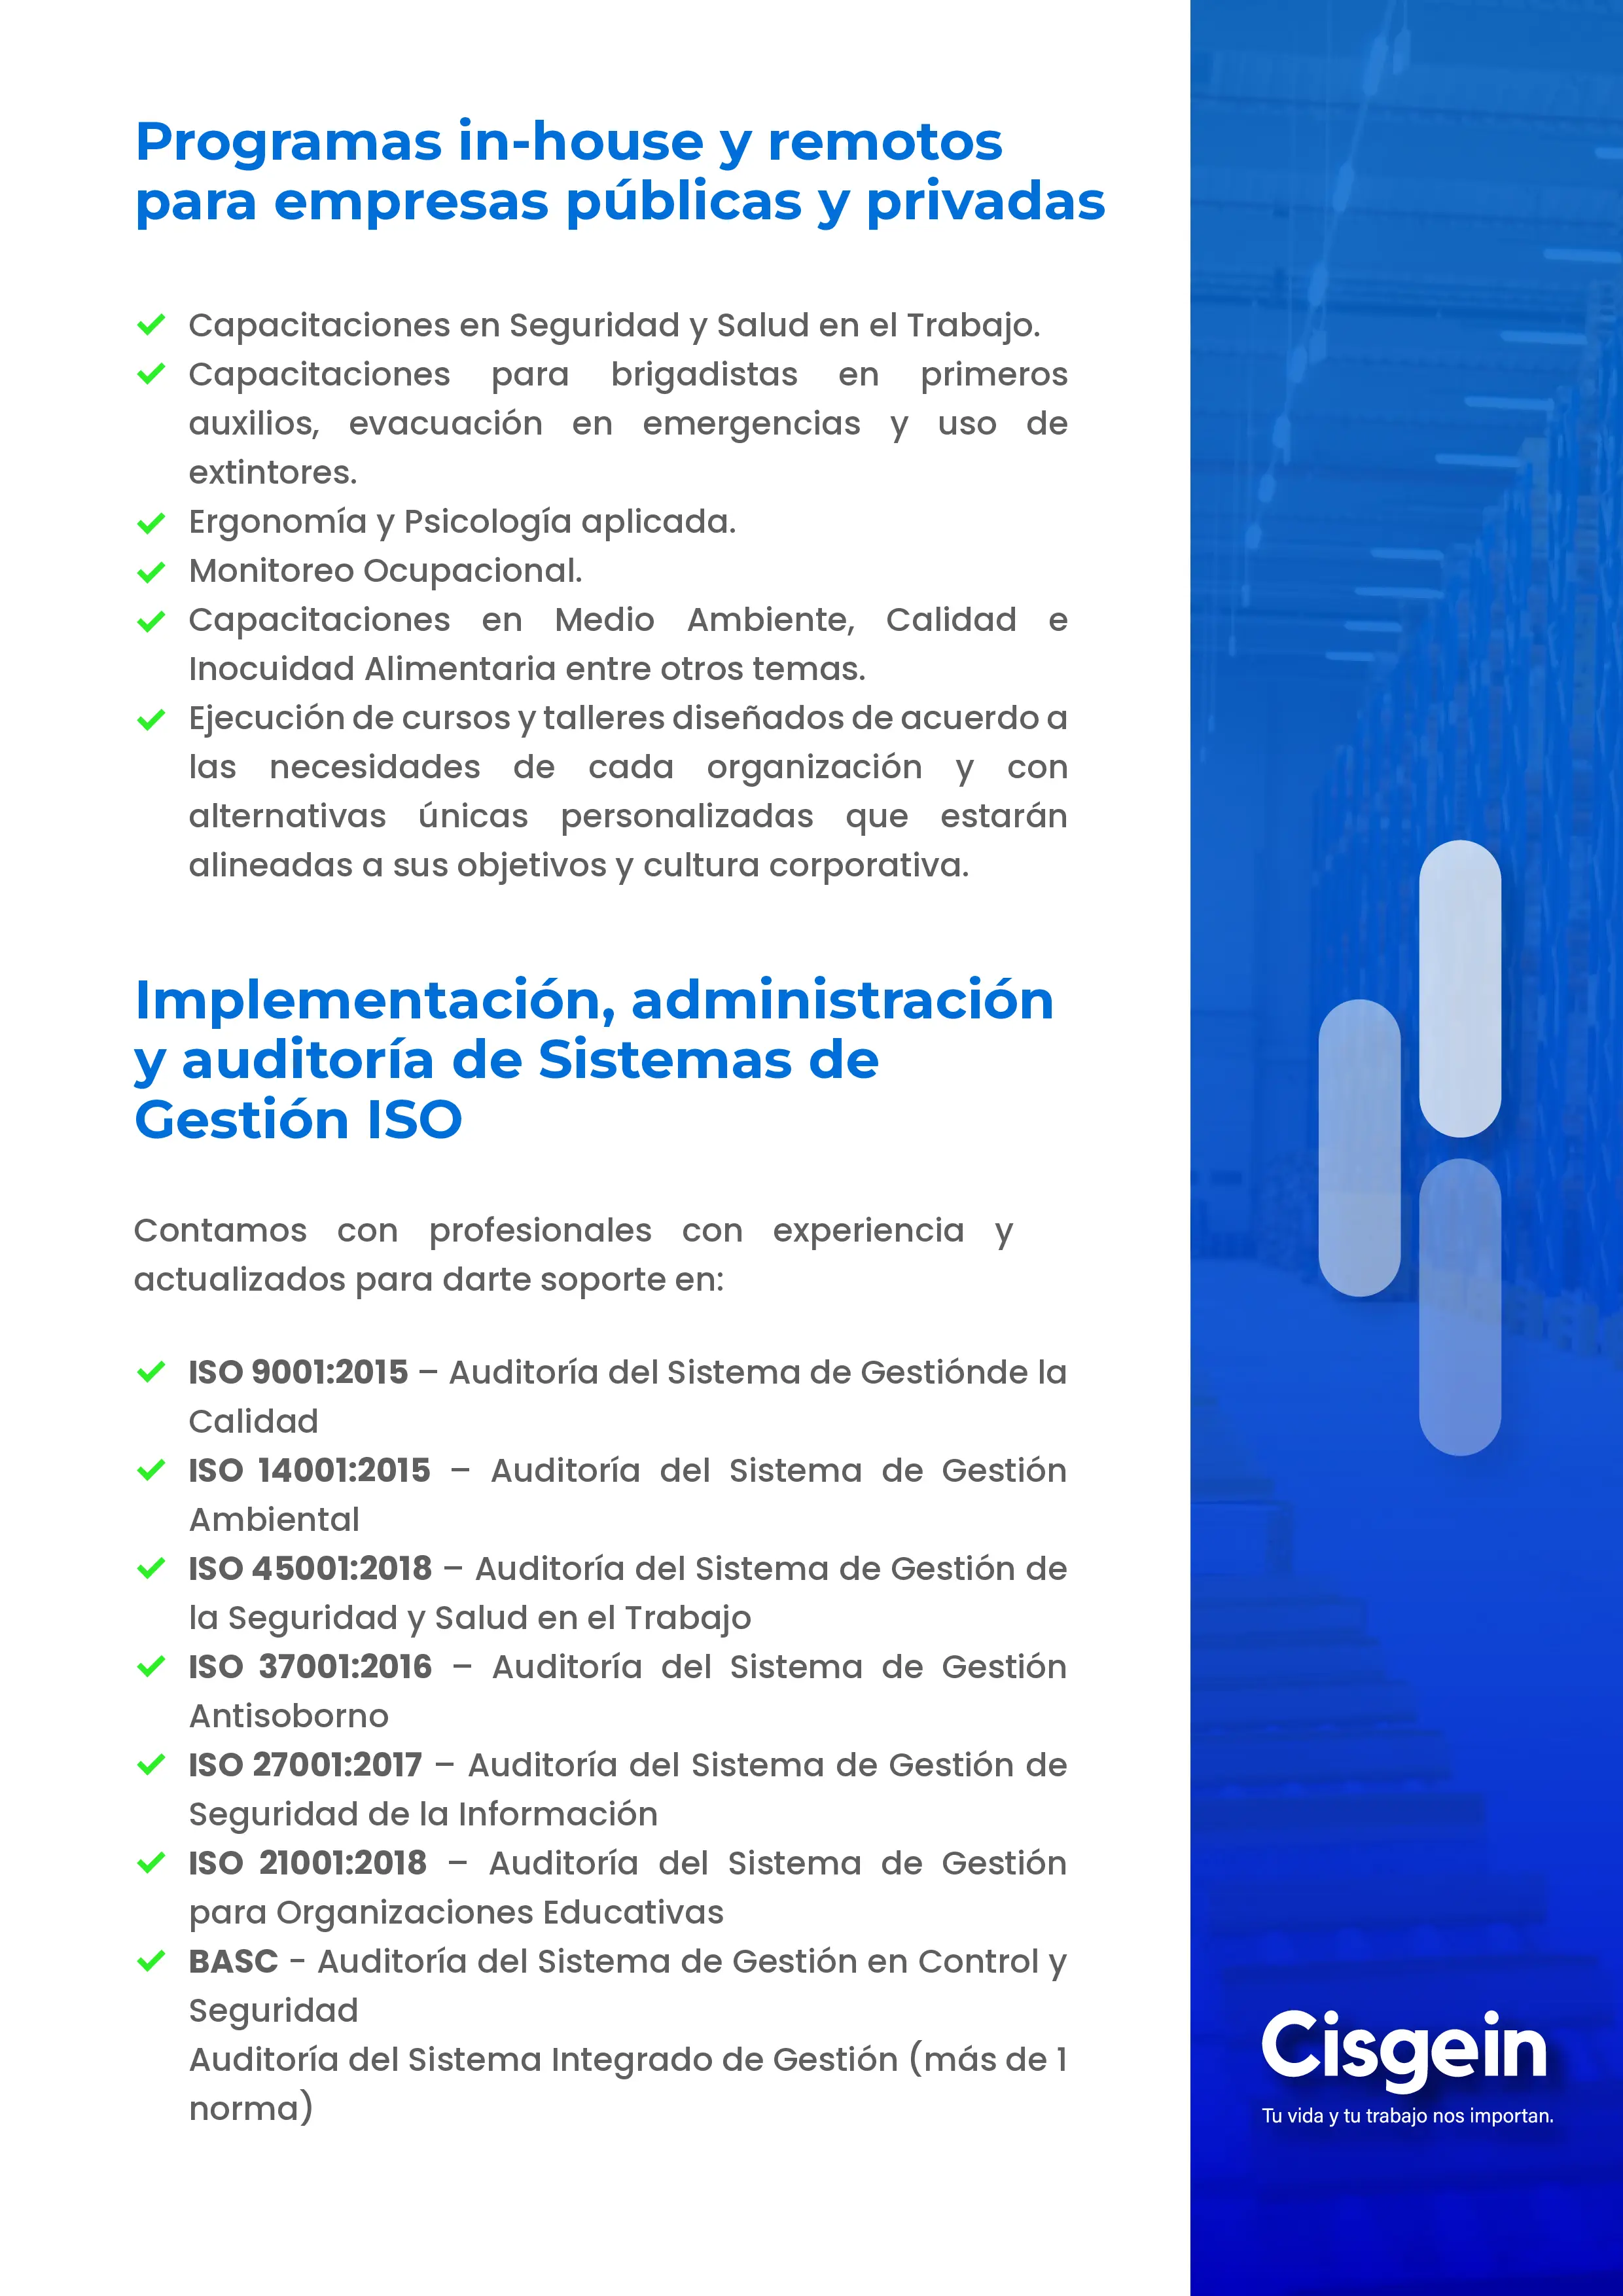 Programas in-house y remotos
para empresas públicas y privadas
Capacitaciones en Seguridad y Salud en el Trabajo.
Capacitaciones para brigadistas en primeros
auxilios, evacuación en emergencias y uso de
extintores.
Ergonomía y Psicología aplicada.
Monitoreo Ocupacional.
Capacitaciones en Medio Ambiente, Calidad e
Inocuidad Alimentaria entre otros temas.
Ejecución de cursos y talleres diseñados de acuerdo a
las necesidades de cada organización y con
alternativas únicas personalizadas que estarán
alineadas a sus objetivos y cultura corporativa.
Implementación, administración
y auditoría de Sistemas de
Gestión ISO
Contamos con profesionales con experiencia y
actualizados para darte soporte en:
ISO 9001:2015 – Auditoría del Sistema de Gestiónde la
Calidad
ISO 14001:2015 – Auditoría del Sistema de Gestión
Ambiental
ISO 45001:2018 – Auditoría del Sistema de Gestión de
la Seguridad y Salud en el Trabajo
ISO 37001:2016 – Auditoría del Sistema de Gestión
Antisoborno
ISO 27001:2017 – Auditoría del Sistema de Gestión de
Seguridad de la Información
ISO 21001:2018 – Auditoría del Sistema de Gestión
para Organizaciones Educativas
BASC - Auditoría del Sistema de Gestión en Control y
Seguridad
Auditoría del Sistema Integrado de Gestión (más de 1
norma)
Cisgein
Tu vida y tu trabajo nos importan.